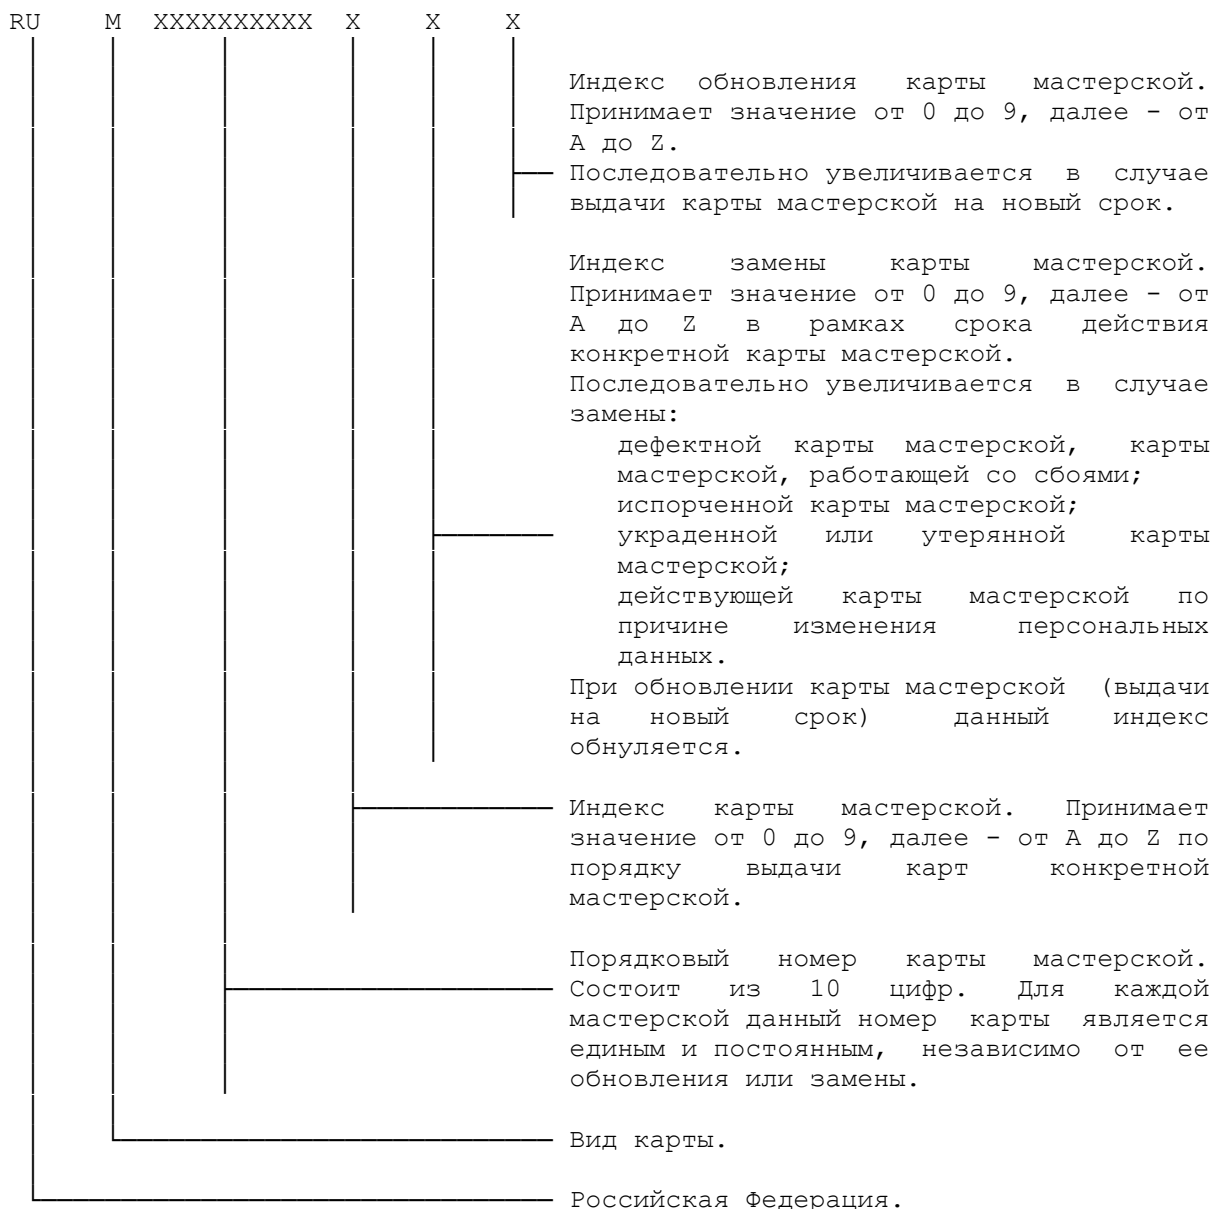 RU M XXXXXXXXXX X X X
Индекс обновления карты мастерской.
Принимает значение от 0 до 9, далее - от
A до Z.
Последовательно увеличивается в случае
выдачи карты мастерской на новый срок.
Индекс замены карты мастерской.
Принимает значение от 0 до 9, далее - от
A до Z в рамках срока действия
конкретной карты мастерской.
Последовательно увеличивается в случае
замены:
дефектной карты мастерской, карты
мастерской, работающей со сбоями;
испорченной карты мастерской;
украденной или утерянной карты
мастерской;
действующей карты мастерской по
причине изменения персональных
данных.
При обновлении карты мастерской (выдачи
на новый срок) данный индекс
обнуляется.
Индекс карты мастерской. Принимает
значение от 0 до 9, далее - от A до Z по
порядку выдачи карт конкретной
мастерской.
Порядковый номер карты мастерской.
Состоит из 10 цифр. Для каждой
мастерской данный номер карты является
единым и постоянным, независимо от ее
обновления или замены.
Вид карты.
Российская Федерация.